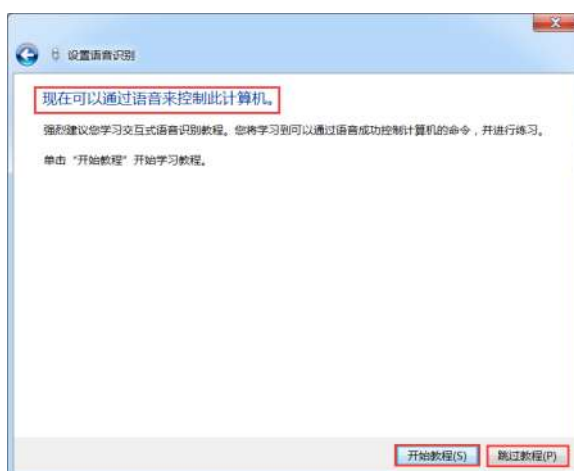 设置语音识别
现在可以通过语音来控制此计算机。
强烈建议您学习交互式语音识别教程。您将学习到可以通过语音成功控制计算机的命令，并进行练习。
单击“开始教程”开始学习教程。
开始教程(S) 跳过教程(P)